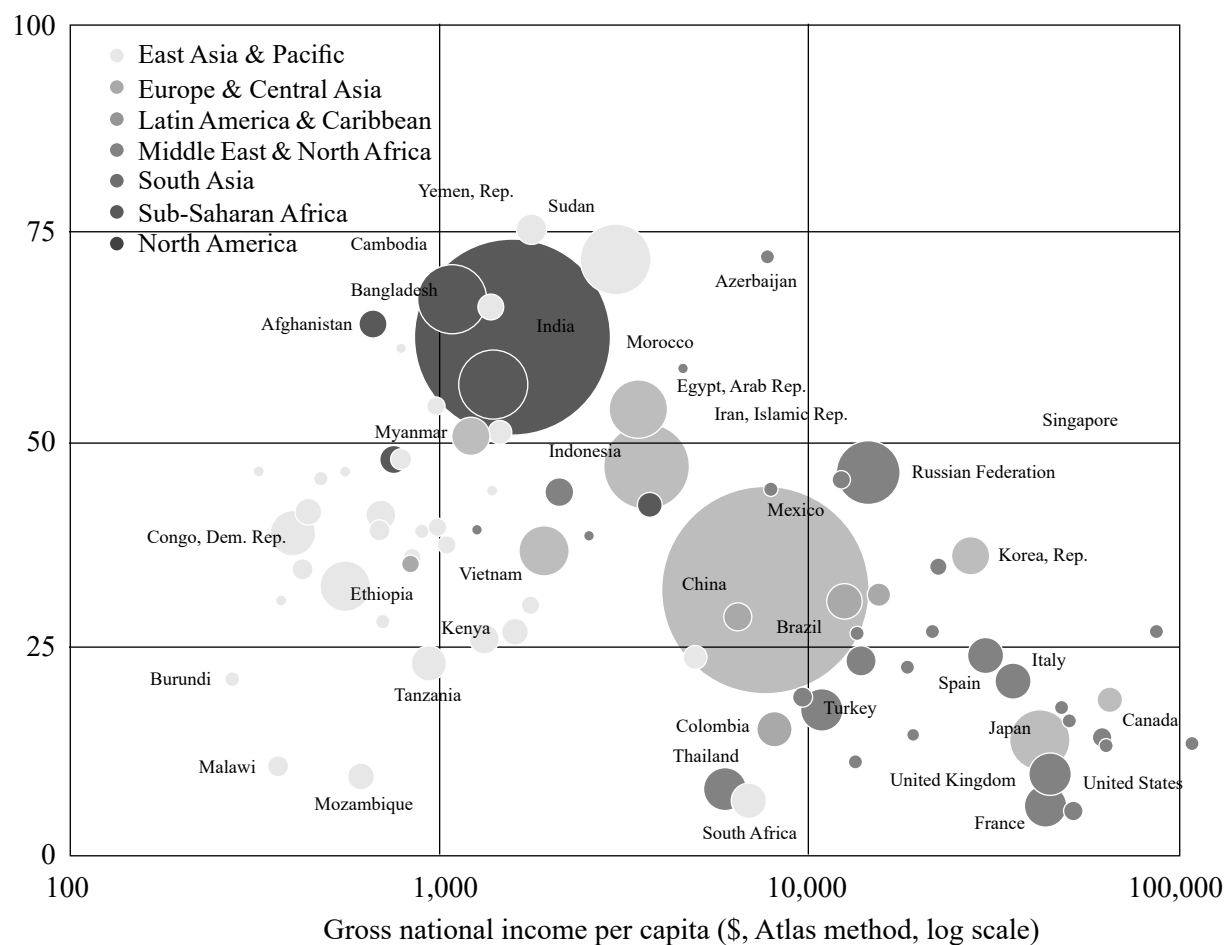 100
East Asia & Pacific
Europe & Central Asia
Latin America & Caribbean
Middle East & North Africa
South Asia
Sub-Saharan Africa
North America
Yemen, Rep.
Sudan
75
Cambodia
Azerbaijan
Bangladesh
Afghanistan
India
Morocco
Egypt, Arab Rep.
Iran, Islamic Rep.
Singapore
Myanmar
50
Indonesia
Russian Federation
Mexico
Congo, Dem. Rep.
Korea, Rep.
Vietnam
China
Ethiopia
Kenya
Brazil
25
Italy
Burundi
Spain
Tanzania
Turkey
Canada
Colombia
Japan
Thailand
Malawi
United Kingdom
United States
Mozambique
France
South Africa
0
100
1,000
10,000
100,000
Gross national income per capita ($, Atlas method, log scale)